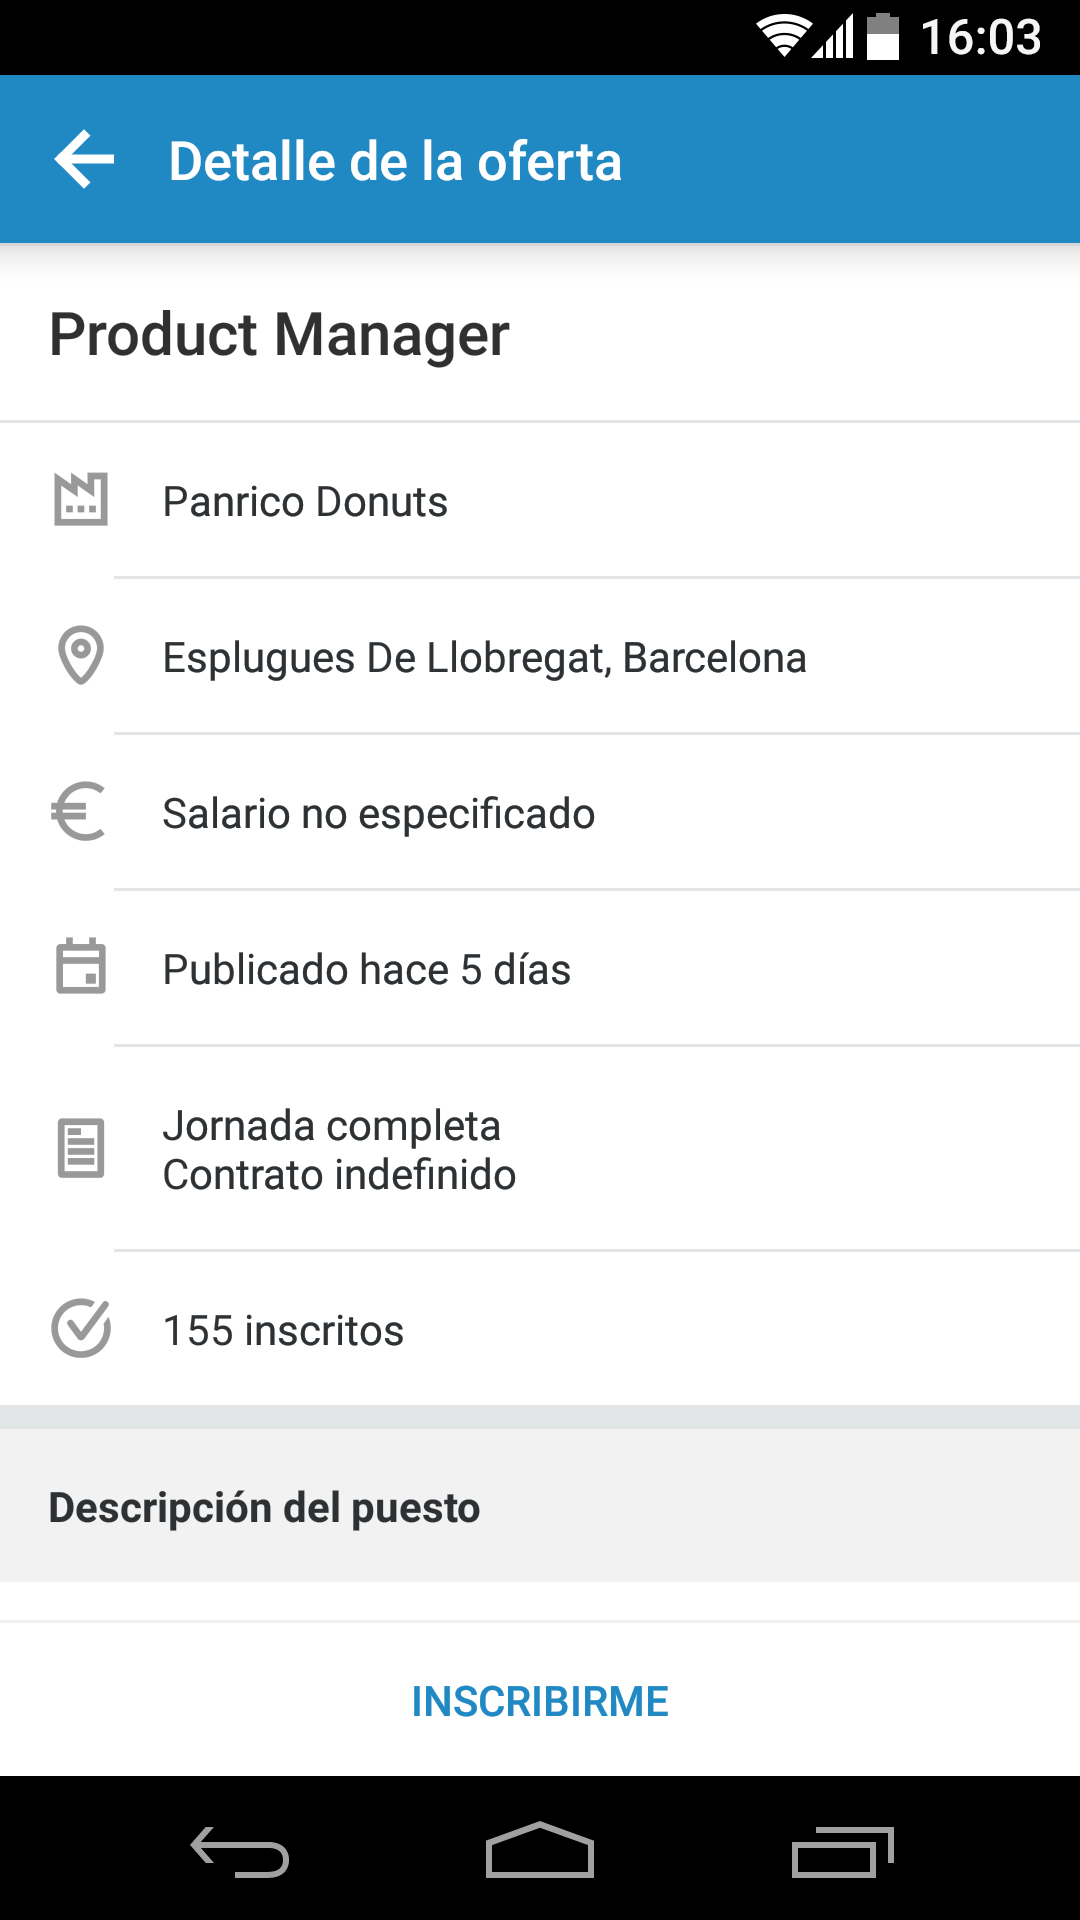 16:03
Detalle de la oferta
Product Manager
Panrico Donuts
Esplugues De Llobregat, Barcelona
Salario no especificado
Publicado hace 5 días
Jornada completa
Contrato indefinido
155 inscritos
Descripción del puesto
INSCRIBIRME